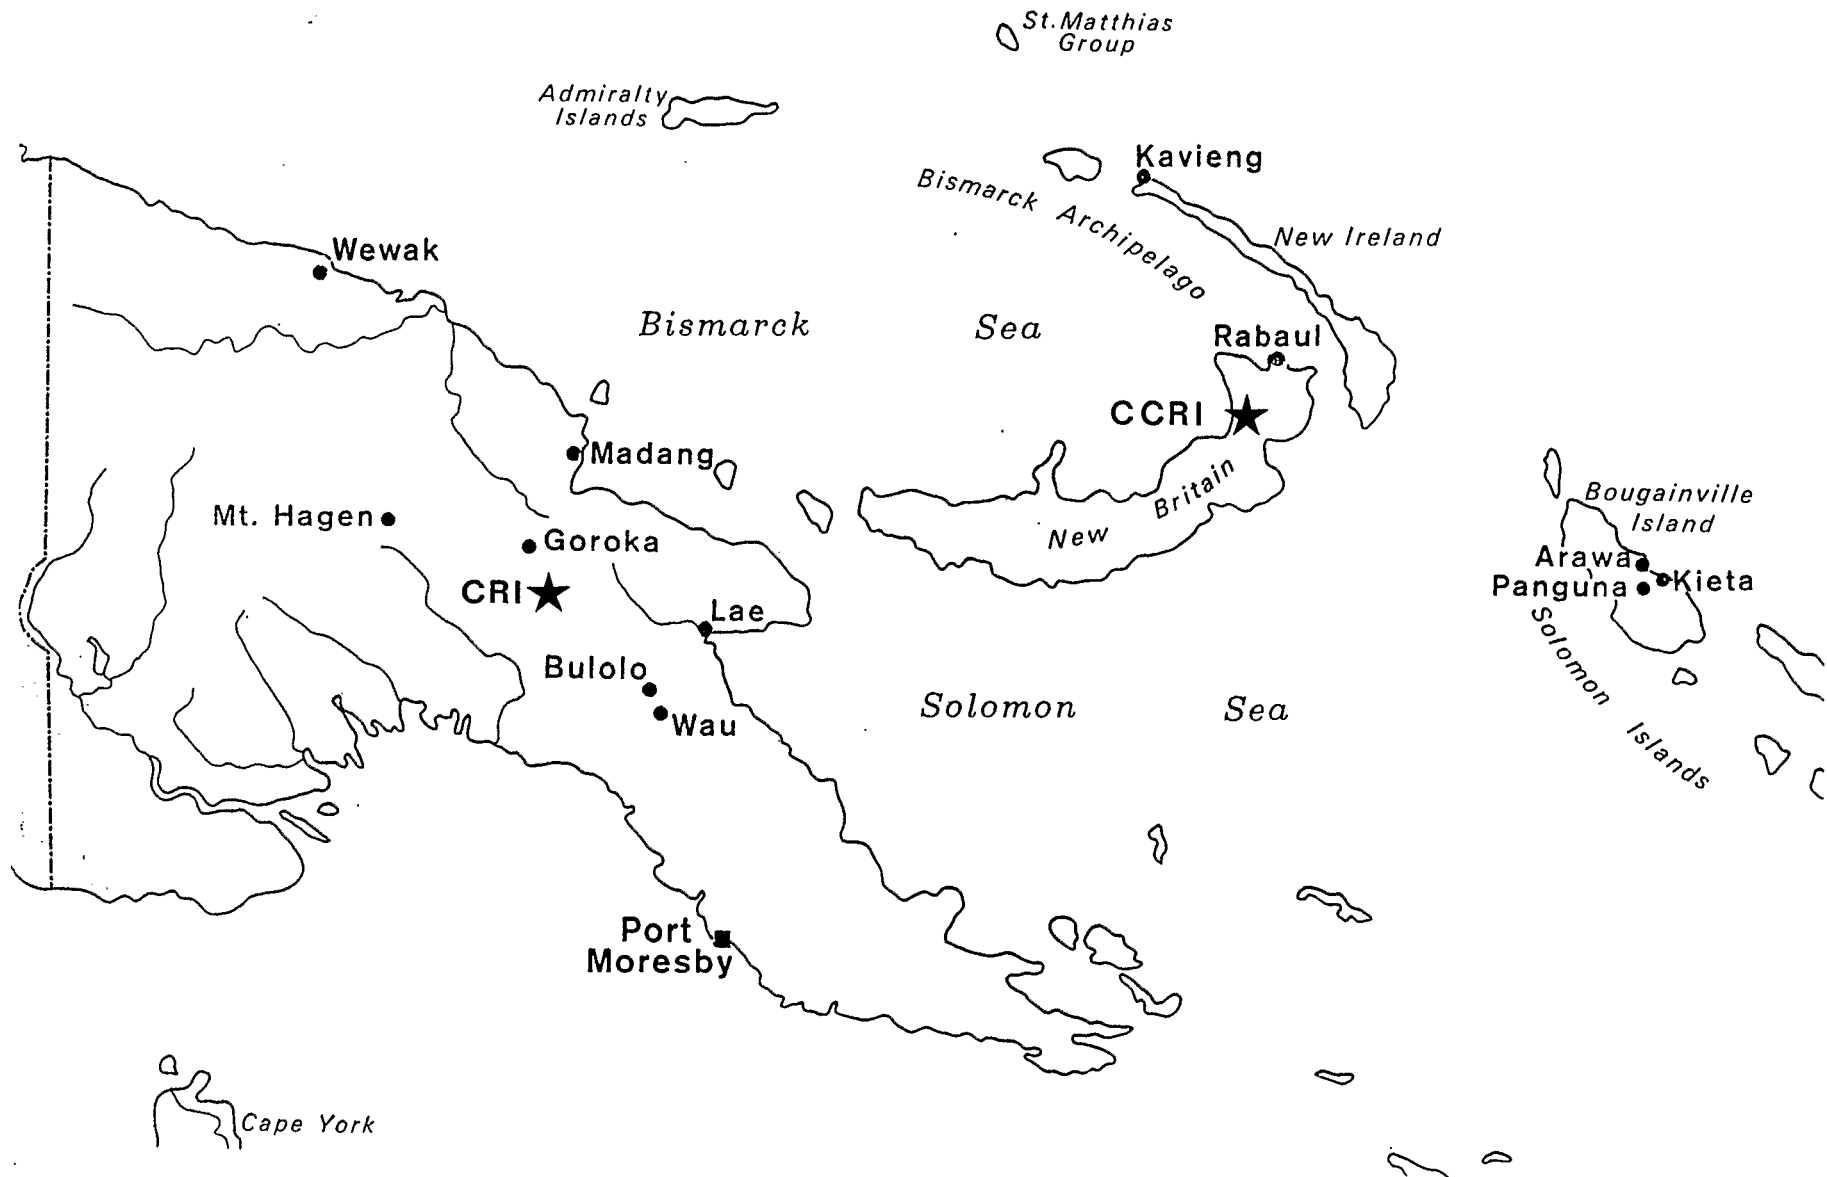 St. Matthias
Group
Admiralty
Islands
Kavieng
Bismarck Archipelago
New Ireland
Wewak
Bismarck Sea
Rabaul
CCRI
Madang
New Britain
Bougainville
Island
Mt. Hagen
Goroka
Arawa
Panguna
Kieta
CRI
Lae
Bulolo
Wau
Solomon Sea
Solomon Islands
Port
Moresby
Cape York